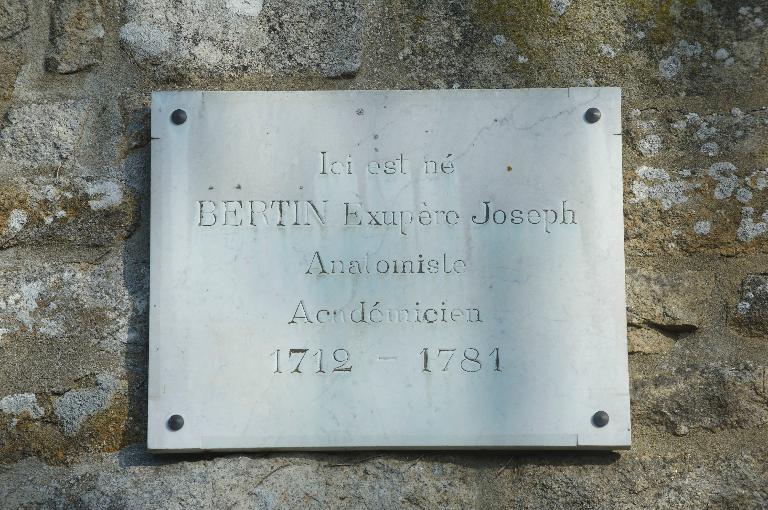 Ici est né
BERTIN Exupère Joseph
Anatomiste
Académicien
1712 - 1781